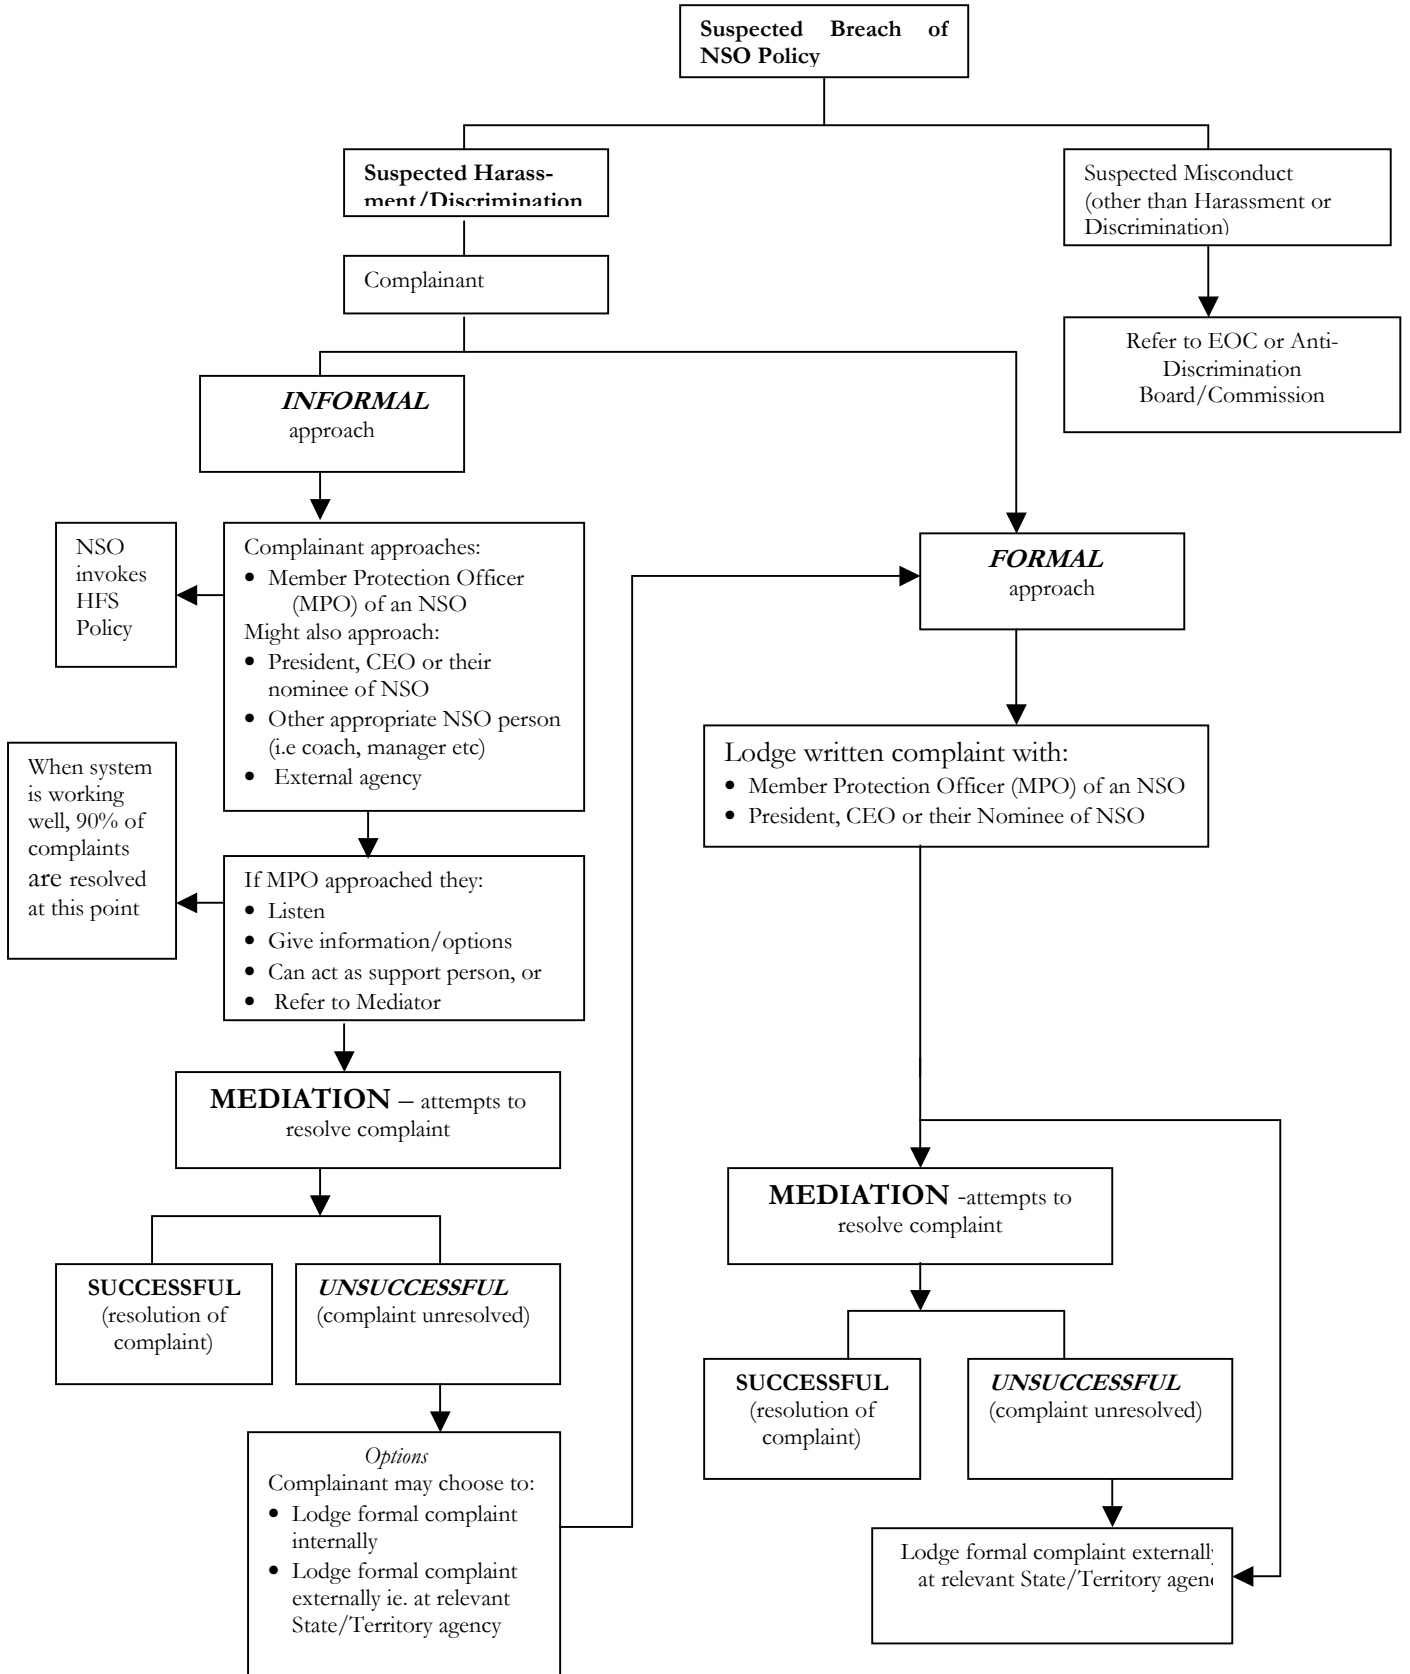 Suspected Breach of
NSO Policy
Suspected Harass-
ment/Discrimination
Suspected Misconduct
(other than Harassment or
Discrimination)
Complainant
Refer to EOC or Anti-
Discrimination
Board/Commission
INFORMAL
approach
NSO
invokes
HFS
Policy
Complainant approaches:
• Member Protection Officer
(MPO) of an NSO
Might also approach:
• President, CEO or their
nominee of NSO
• Other appropriate NSO person
(i.e coach, manager etc)
• External agency
FORMAL
approach
When system
is working
well, 90% of
complaints
are resolved
at this point
If MPO approached they:
• Listen
• Give information/options
• Can act as support person, or
• Refer to Mediator
Lodge written complaint with:
• Member Protection Officer (MPO) of an NSO
• President, CEO or their Nominee of NSO
MEDIATION – attempts to
resolve complaint
MEDIATION -attempts to
resolve complaint
SUCCESSFUL
(resolution of
complaint)
UNSUCCESSFUL
(complaint unresolved)
SUCCESSFUL
(resolution of
complaint)
UNSUCCESSFUL
(complaint unresolved)
Options
Complainant may choose to:
• Lodge formal complaint
internally
• Lodge formal complaint
externally ie. at relevant
State/Territory agency
Lodge formal complaint externally
at relevant State/Territory agenc